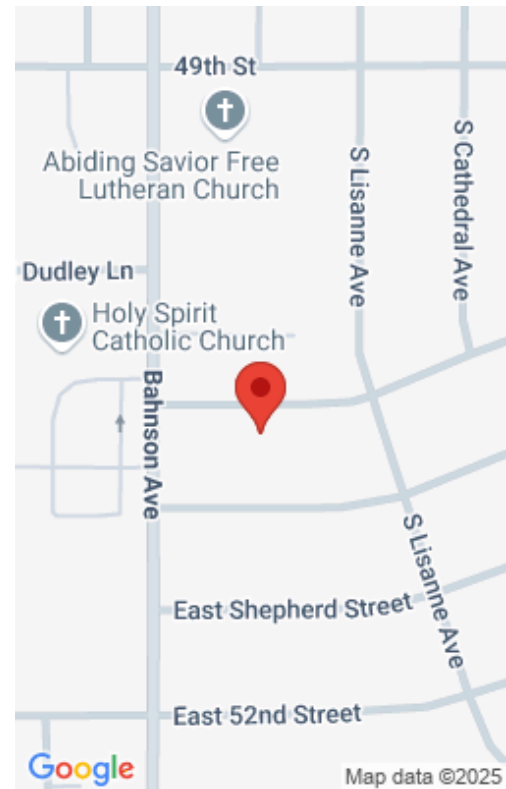 49th St
Abiding Savior Free
Lutheran Church
S Lisanne Ave
S Cathedral Ave
Dudley Ln
Holy Spirit
Catholic Church
Bahnson Ave
S Lisanne Ave
East Shepherd Street
East 52nd Street
Google
Map data ©2025